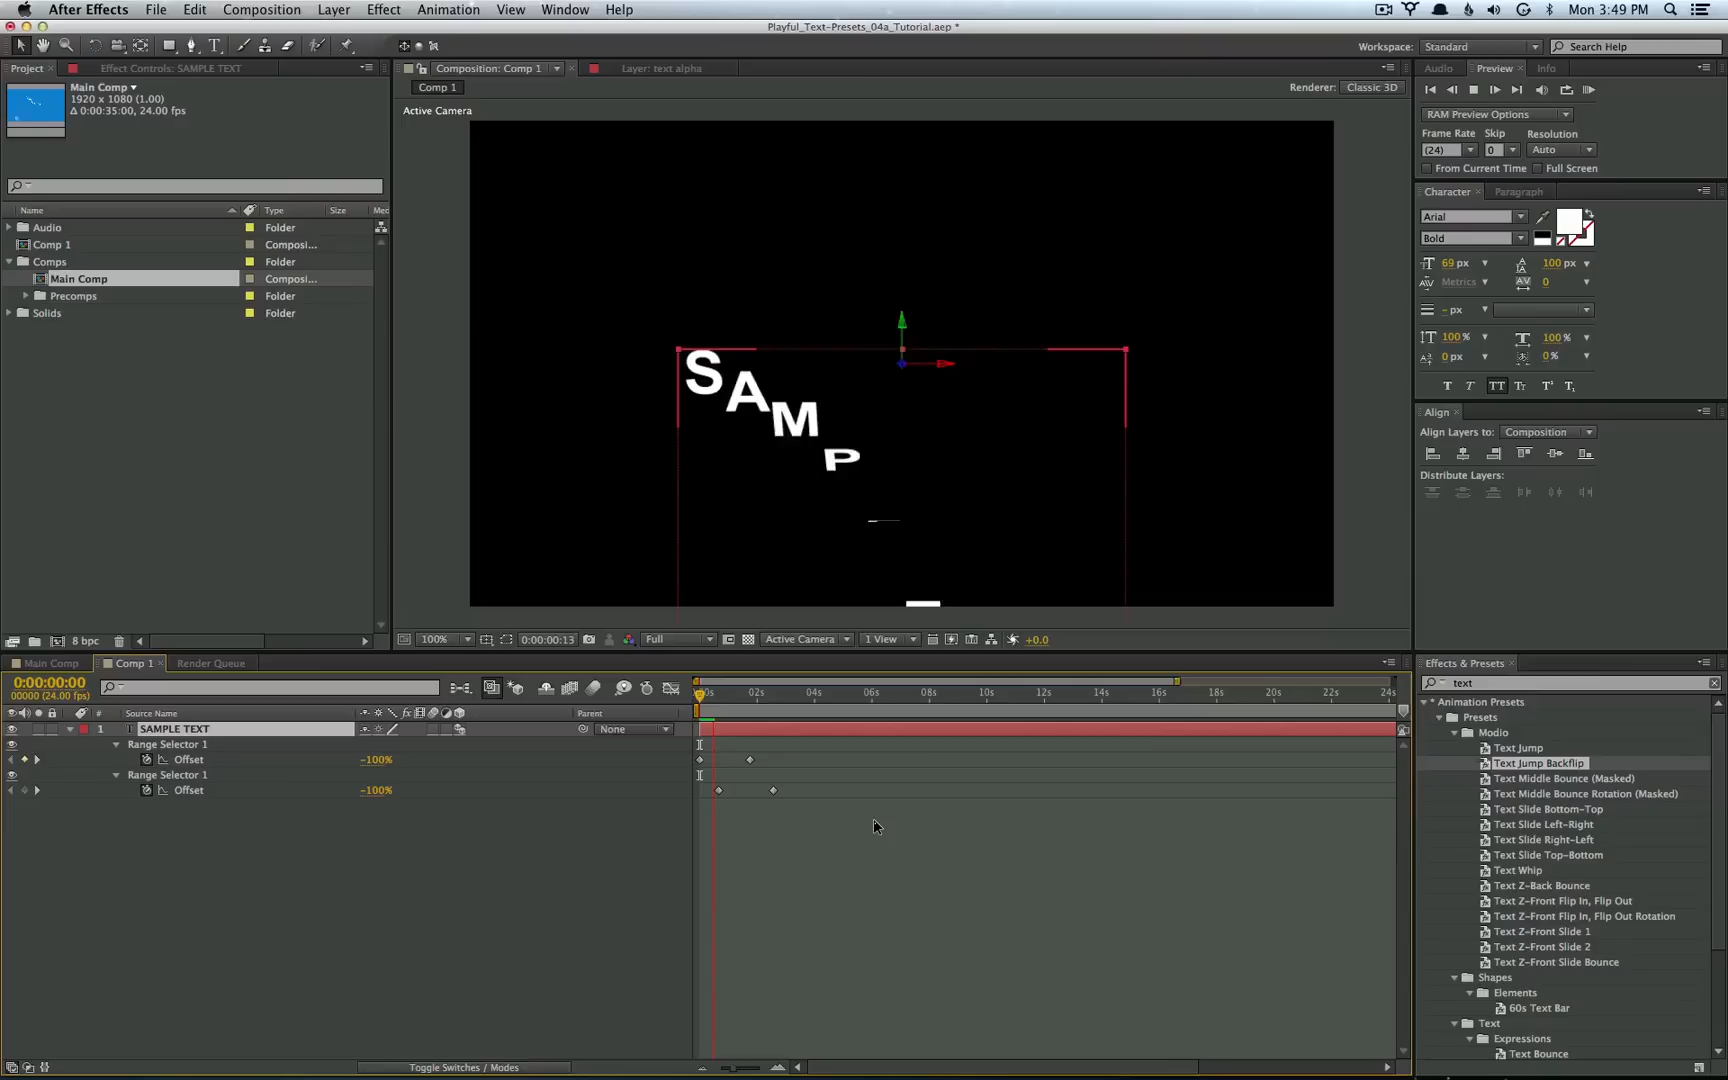 After Effects File Edit Composition Layer Effect Animation View Window Help Mon 3:49 PM
Playful_Text-Presets_04a_Tutorial.aep *
Workspace: Standard Search Help
Project Effect Controls: SAMPLE TEXT Composition: Comp 1 Layer: text alpha Audio Preview Info
Main Comp
1920 x 1080 (1.00)
Δ 0:00:35:00, 24.00 fps
Comp 1 Renderer: Classic 3D
Active Camera
RAM Preview Options
Frame Rate Skip Resolution
(24) 0 Auto
From Current Time Full Screen
Character Paragraph
Arial
Bold
69 px 100 px
Metrics 0
- px
100 % 100 %
0 px 0 %
T T TT Tr T¹ T₁
Align
Align Layers to: Composition
Distribute Layers:
Name Type Size Med
Audio Folder
Comp 1 Composi...
Comps Folder
Main Comp Composi...
Precomps Folder
Solids Folder
S A M P
8 bpc
100% 0:00:00:13 Full Active Camera 1 View +0.0
Main Comp Comp 1 Render Queue
0:00:00:00
00000 (24.00 fps)
00s 02s 04s 06s 08s 10s 12s 14s 16s 18s 20s 22s 24s
# Source Name Parent
1 T SAMPLE TEXT None
Range Selector 1
Offset -100%
Range Selector 1
Offset -100%
Toggle Switches / Modes
Effects & Presets
text
* Animation Presets
Presets
Modio
Text Jump
Text Jump Backflip
Text Middle Bounce (Masked)
Text Middle Bounce Rotation (Masked)
Text Slide Bottom-Top
Text Slide Left-Right
Text Slide Right-Left
Text Slide Top-Bottom
Text Whip
Text Z-Back Bounce
Text Z-Front Flip In, Flip Out
Text Z-Front Flip In, Flip Out Rotation
Text Z-Front Slide 1
Text Z-Front Slide 2
Text Z-Front Slide Bounce
Shapes
Elements
60s Text Bar
Text
Expressions
Text Bounce